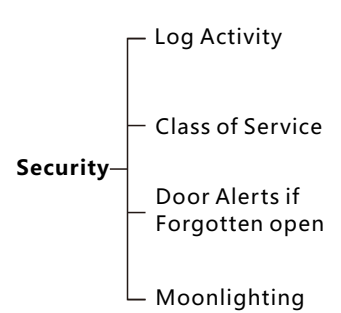 Log Activity
Class of Service
Security
Door Alerts if
Forgotten open
Moonlighting